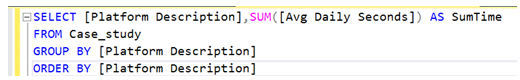 SELECT [Platform Description],SUM([Avg Daily Seconds]) AS SumTime
FROM Case_study
GROUP BY [Platform Description]
ORDER BY [Platform Description]